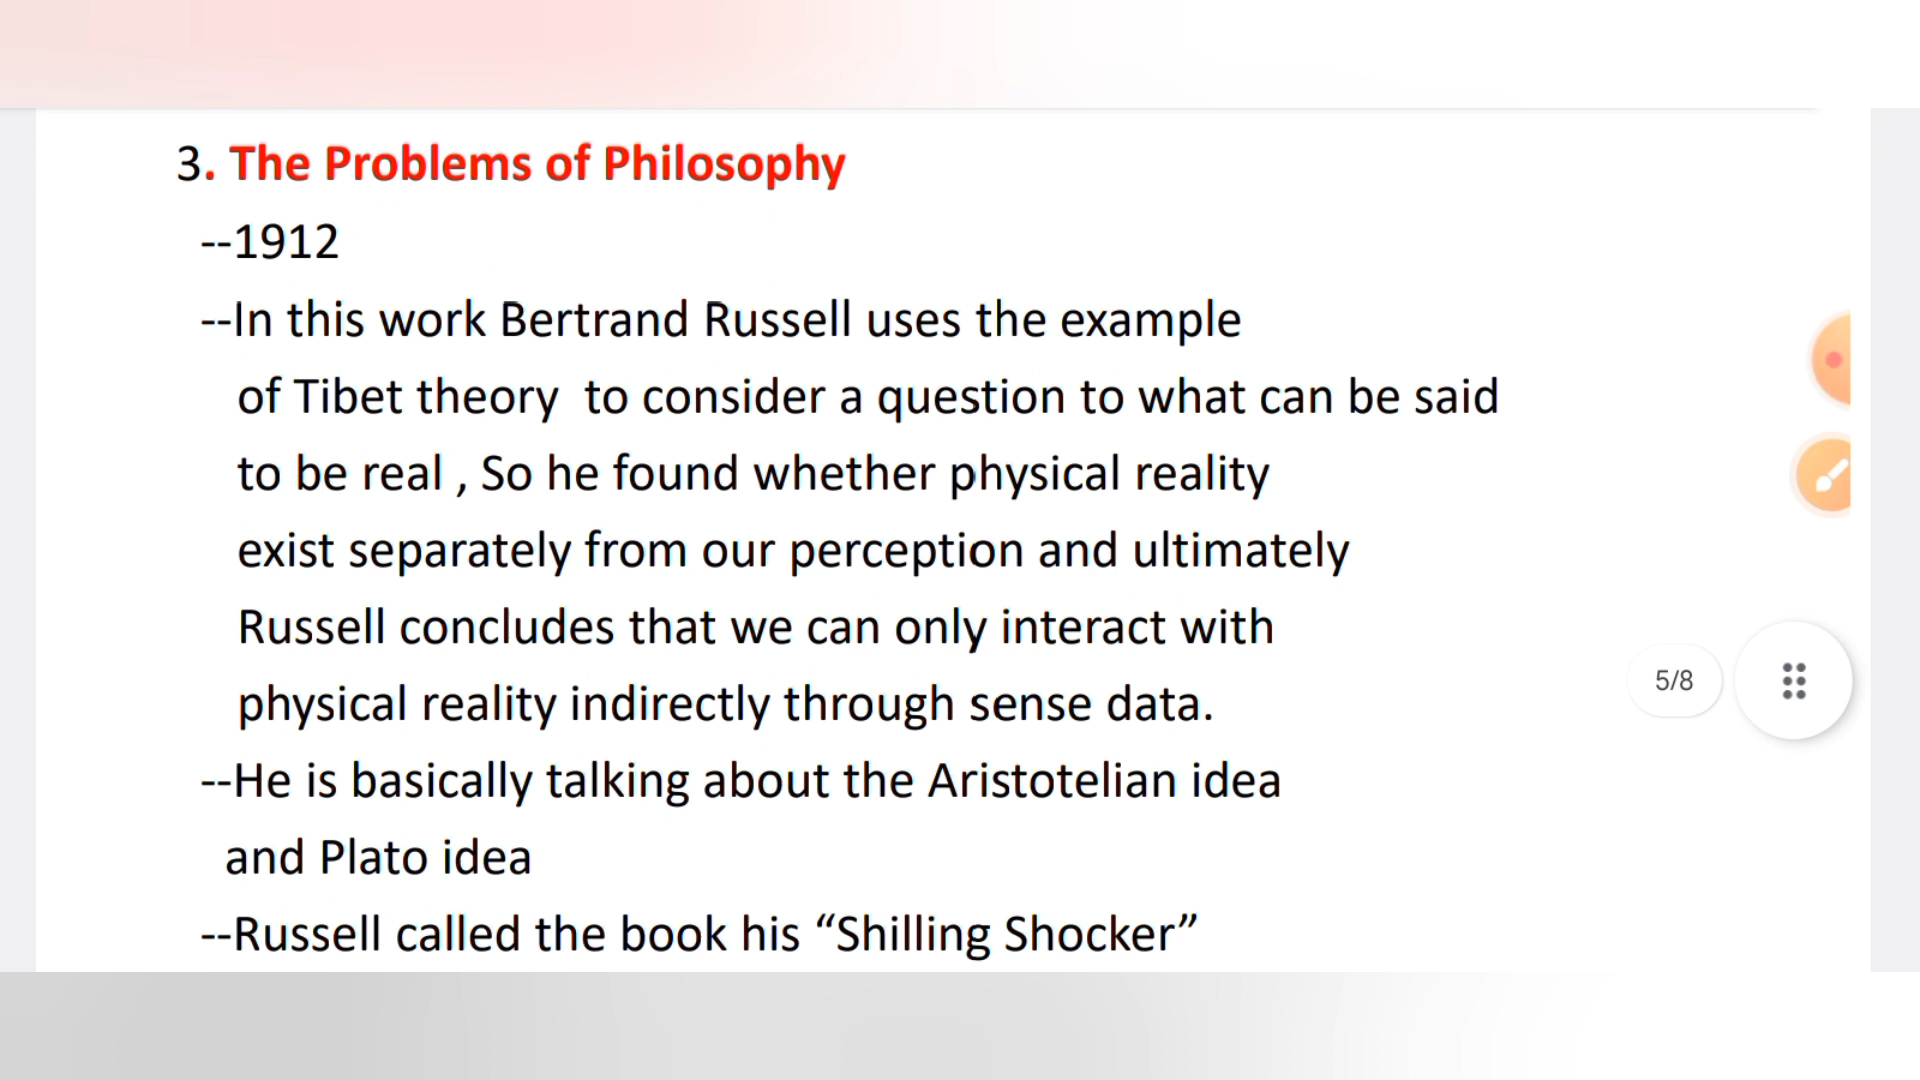 3. The Problems of Philosophy
--1912
--In this work Bertrand Russell uses the example
of Tibet theory  to consider a question to what can be said
to be real , So he found whether physical reality
exist separately from our perception and ultimately
Russell concludes that we can only interact with
physical reality indirectly through sense data.
--He is basically talking about the Aristotelian idea
and Plato idea
--Russell called the book his “Shilling Shocker”
5/8